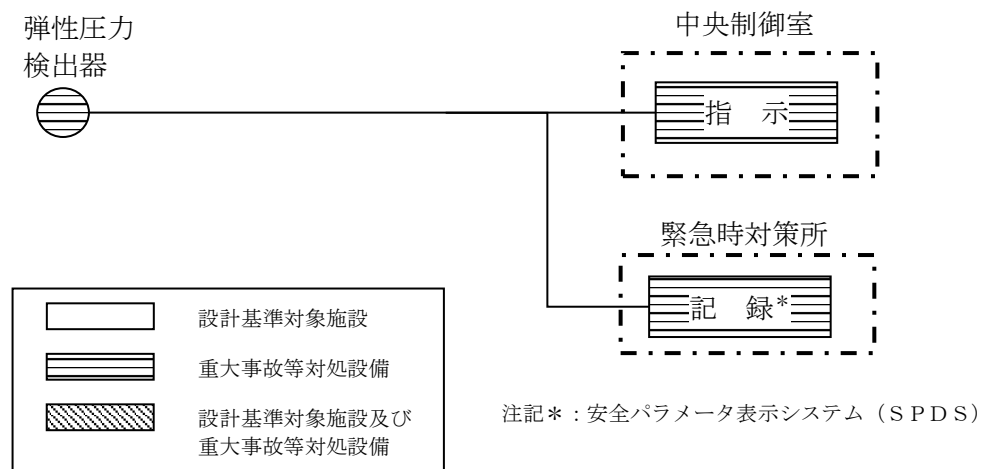 弾性圧力
検出器
中央制御室
指　示
緊急時対策所
記　録*
設計基準対象施設
重大事故等対処設備
設計基準対象施設及び
重大事故等対処設備
注記＊：安全パラメータ表示システム（ＳＰＤＳ）